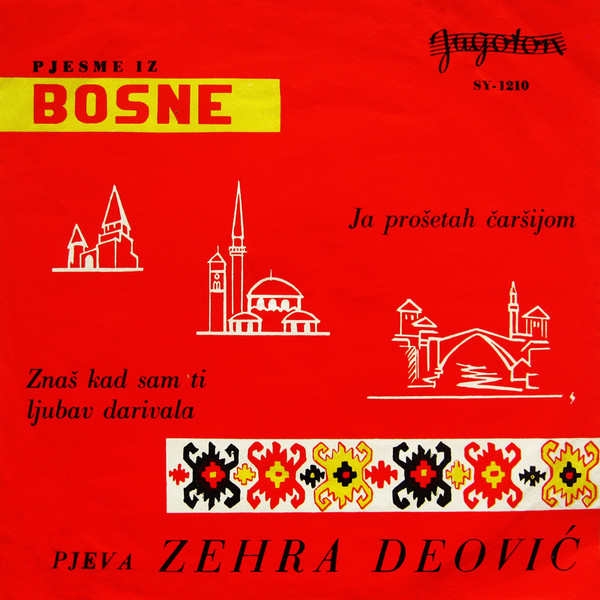 Jugoton
SY-1210
PJESME IZ
BOSNE
Ja prošetah čaršijom
Znaš kad sam ti
ljubav darivala
PJEVA ZEHRA DEOVIĆ